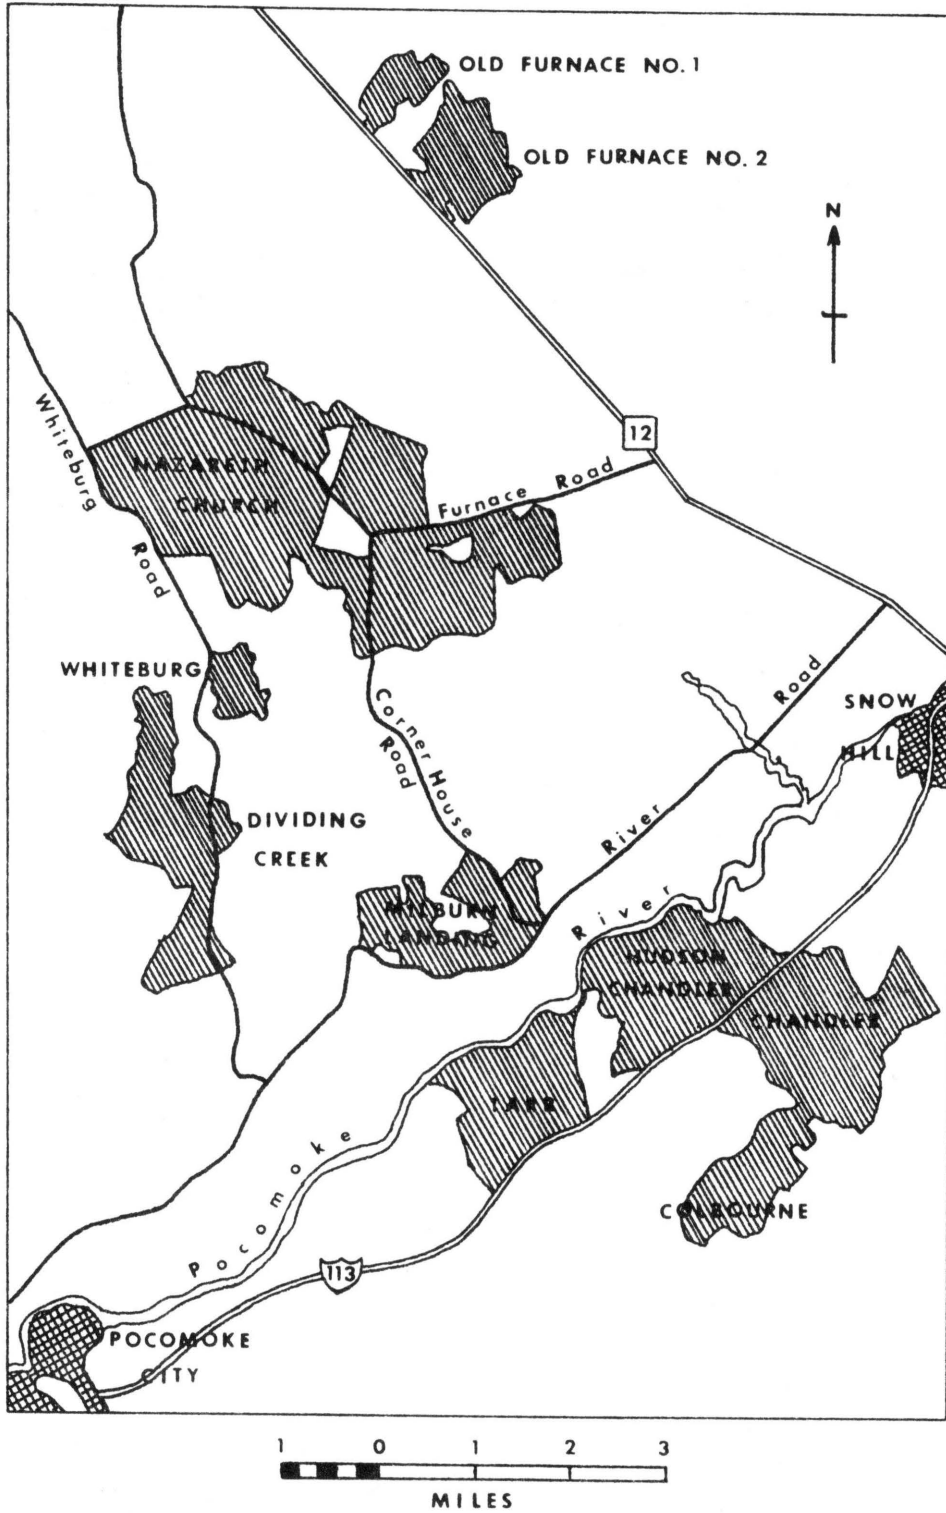 OLD FURNACE NO. 1
OLD FURNACE NO. 2
N
12
Whiteburg Road
NAZARETH
CHURCH
Furnace Road
WHITEBURG
Corner House
Road
River Road
SNOW
HILL
DIVIDING
CREEK
MILBURN
LANDING
Pocomoke River
HUDSON
CHANDLER
CHANDLER
TARR
COLBOURNE
113
POCOMOKE
CITY
1 0 1 2 3
MILES